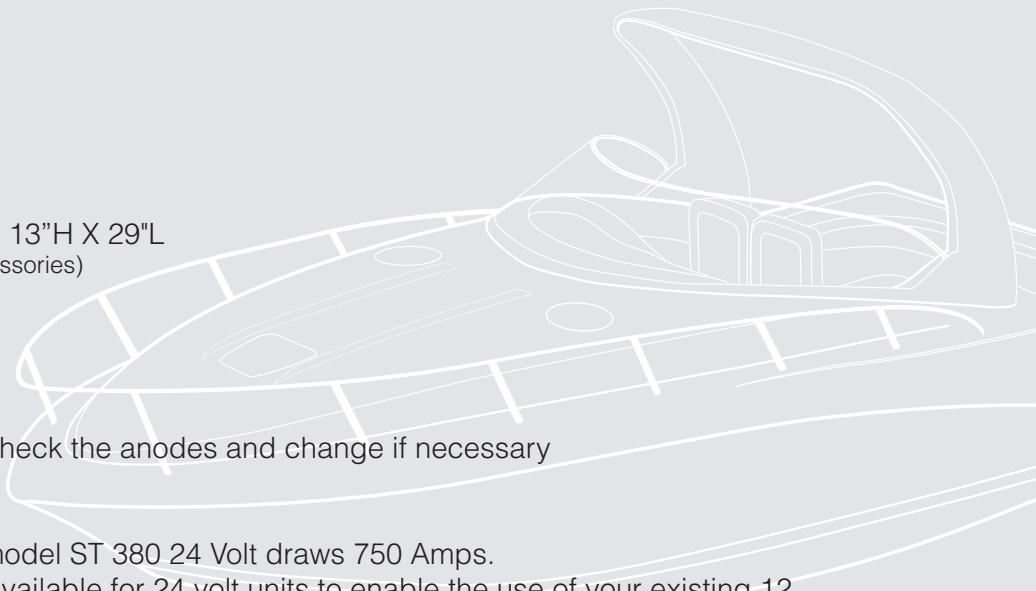 13”H X 29"L
ssories)
heck the anodes and change if necessary
odel ST 380 24 Volt draws 750 Amps.
vailable for 24 volt units to enable the use of your existing 12